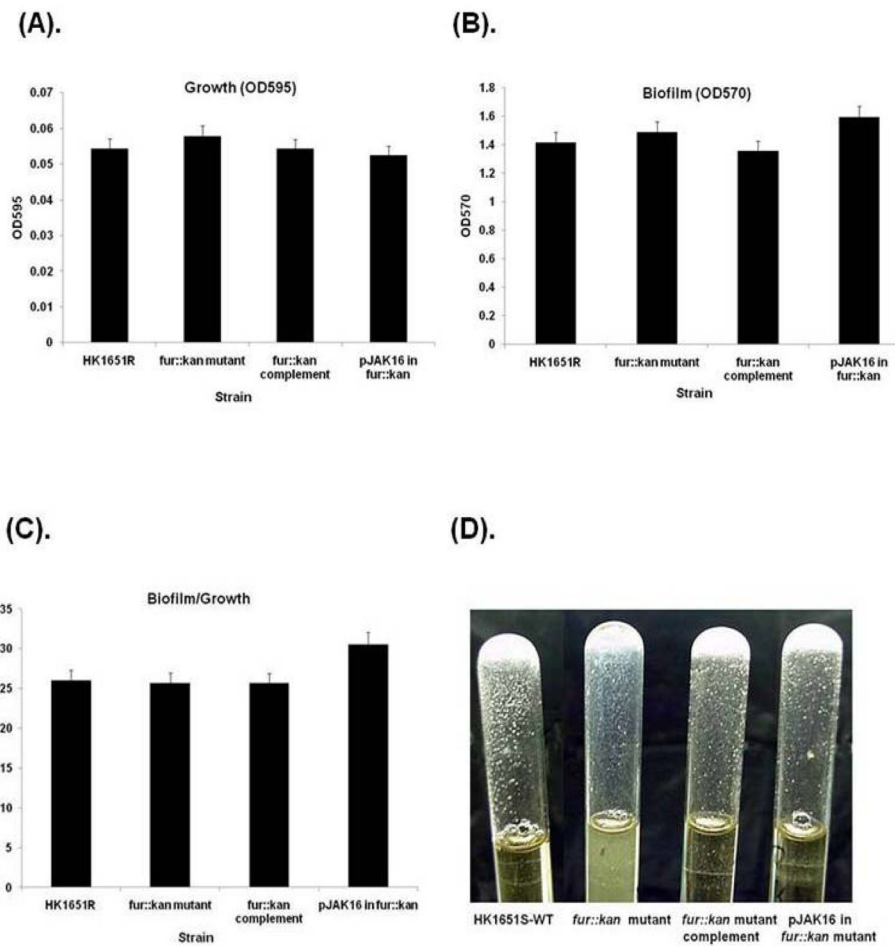 (A).
Growth (OD595)
0.07
0.06
0.05
0.04
0.03
0.02
0.01
0
OD595
HK1651R
fur::kan mutant
fur::kan
complement
pJAK16 in
fur::kan
Strain
(B).
Biofilm (OD570)
1.8
1.6
1.4
1.2
1
0.8
0.6
0.4
0.2
0
OD570
HK1651R
fur::kan mutant
fur::kan
complement
pJAK16 in
fur::kan
Strain
(C).
Biofilm/Growth
35
30
25
20
15
10
5
0
HK1651R
fur::kan mutant
fur::kan
complement
pJAK16 in fur::kan
Strain
(D).
HK1651S-WT
fur::kan mutant
fur::kan mutant
complement
pJAK16 in
fur::kan mutant